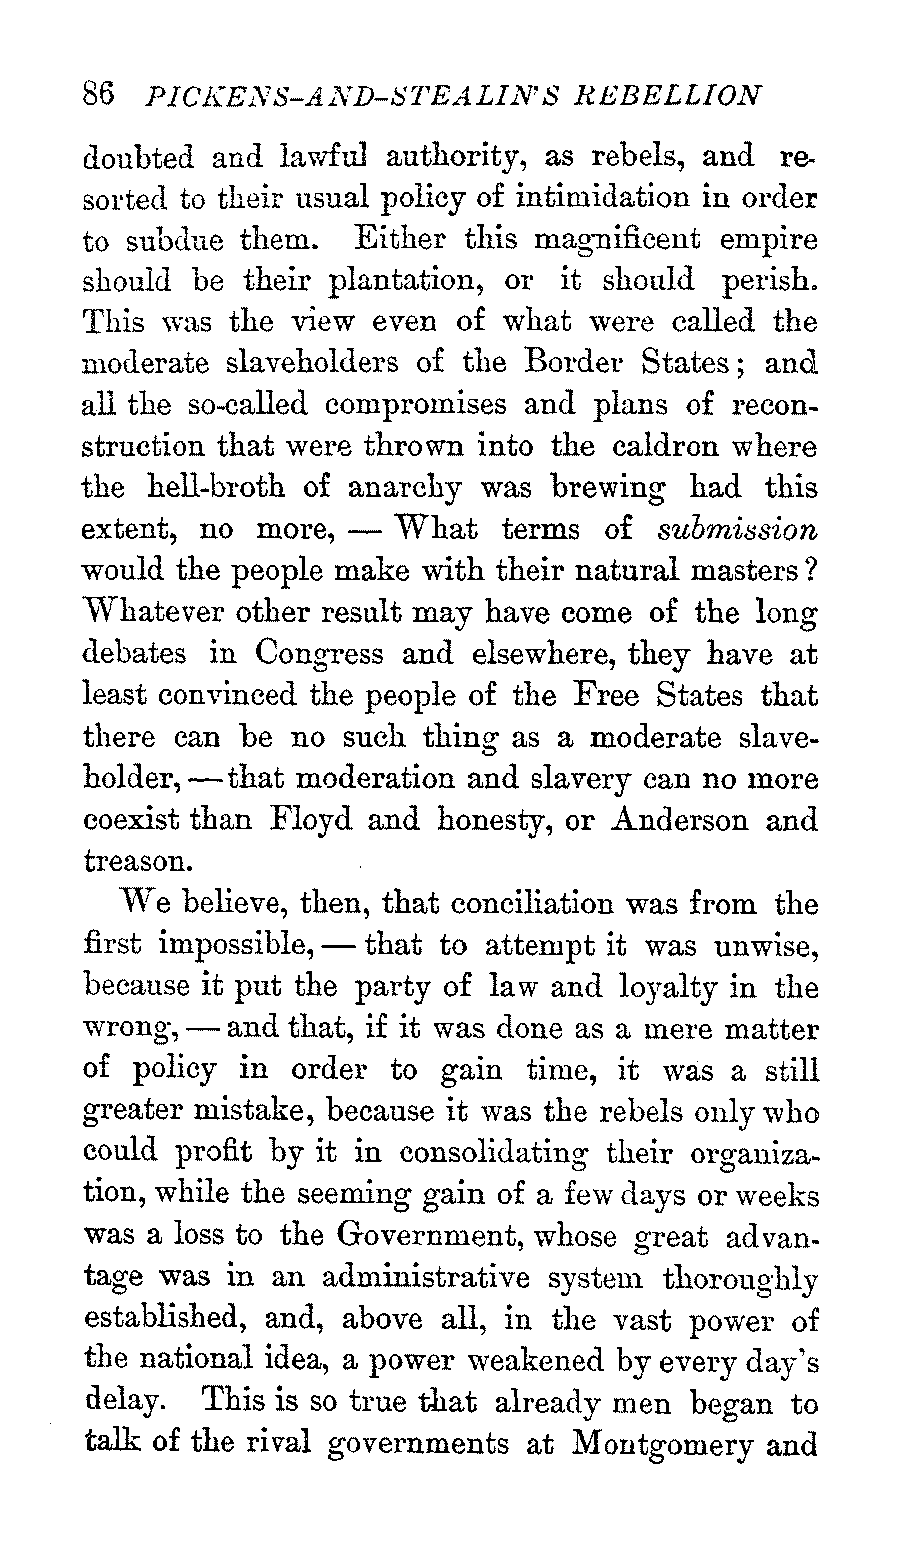 86 PICKENS-AND-STEALIN'S REBELLION
doubted and lawful authority, as rebels, and re-
sorted to their usual policy of intimidation in order
to subdue them. Either this magnificent empire
should be their plantation, or it should perish.
This was the view even of what were called the
moderate slaveholders of the Border States; and
all the so-called compromises and plans of recon-
struction that were thrown into the caldron where
the hell-broth of anarchy was brewing had this
extent, no more, — What terms of submission
would the people make with their natural masters?
Whatever other result may have come of the long
debates in Congress and elsewhere, they have at
least convinced the people of the Free States that
there can be no such thing as a moderate slave-
holder, — that moderation and slavery can no more
coexist than Floyd and honesty, or Anderson and
treason.
We believe, then, that conciliation was from the
first impossible, — that to attempt it was unwise,
because it put the party of law and loyalty in the
wrong, — and that, if it was done as a mere matter
of policy in order to gain time, it was a still
greater mistake, because it was the rebels only who
could profit by it in consolidating their organiza-
tion, while the seeming gain of a few days or weeks
was a loss to the Government, whose great advan-
tage was in an administrative system thoroughly
established, and, above all, in the vast power of
the national idea, a power weakened by every day's
delay. This is so true that already men began to
talk of the rival governments at Montgomery and